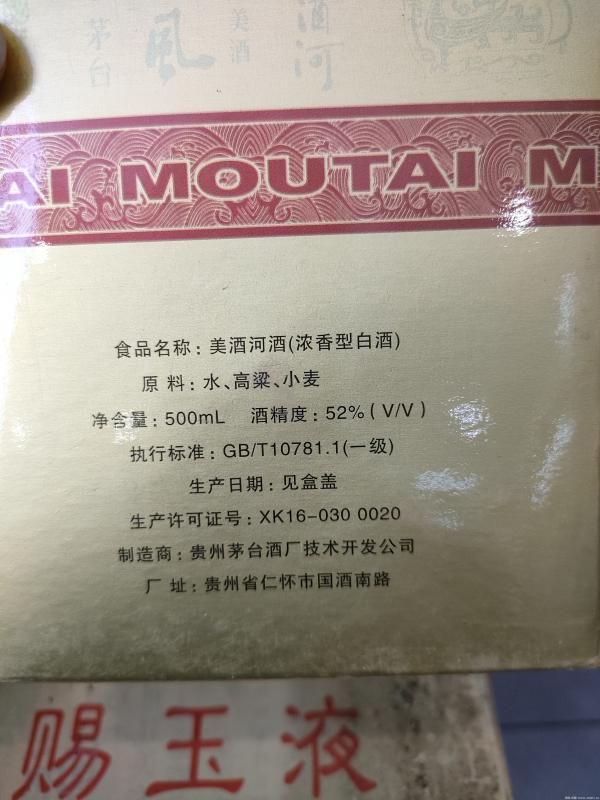 茅台
風
美酒
酒河
AI MOUTAI M
食品名称：美酒河酒(浓香型白酒)
原 料：水、高粱、小麦
净含量：500mL 酒精度：52%（V/V）
执行标准：GB/T10781.1(一级)
生产日期：见盒盖
生产许可证号：XK16-030 0020
制造商：贵州茅台酒厂技术开发公司
厂 址：贵州省仁怀市国酒南路
赐玉液